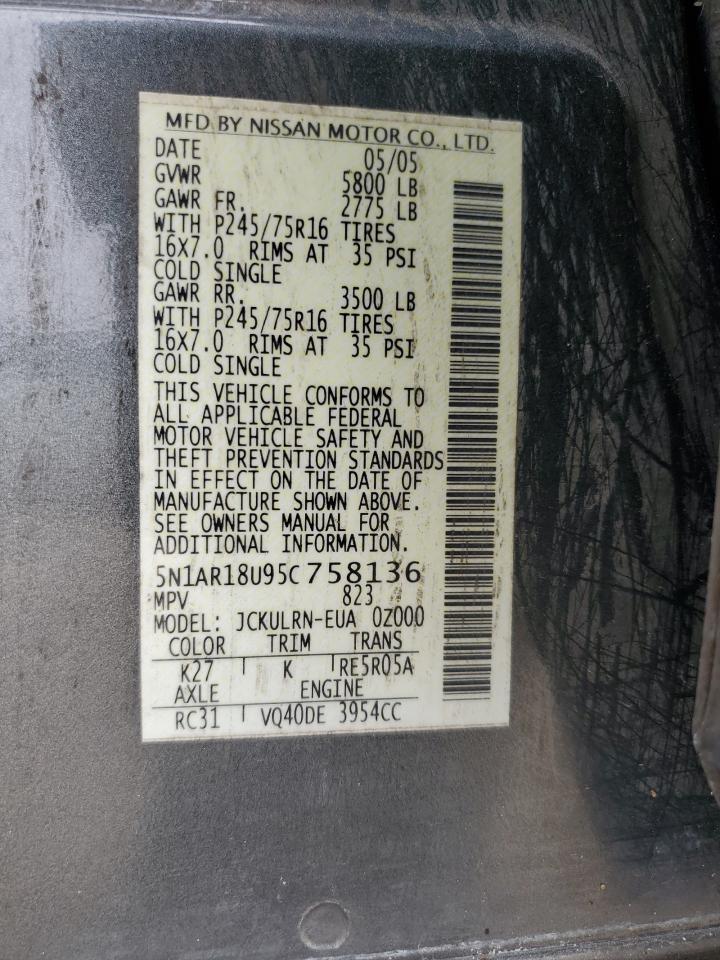 MFD BY NISSAN MOTOR CO., LTD.
DATE 05/05
GVWR 5800 LB
GAWR FR. 2775 LB
WITH P245/75R16 TIRES
16X7.0 RIMS AT 35 PSI
COLD SINGLE
GAWR RR. 3500 LB
WITH P245/75R16 TIRES
16X7.0 RIMS AT 35 PSI
COLD SINGLE
THIS VEHICLE CONFORMS TO
ALL APPLICABLE FEDERAL
MOTOR VEHICLE SAFETY AND
THEFT PREVENTION STANDARDS
IN EFFECT ON THE DATE OF
MANUFACTURE SHOWN ABOVE.
SEE OWNERS MANUAL FOR
ADDITIONAL INFORMATION.
5N1AR18U95C758136
MPV 823
MODEL: JCKULRN-EUA 0Z000
COLOR TRIM TRANS
K27 K RE5R05A
AXLE ENGINE
RC31 VQ40DE 3954CC